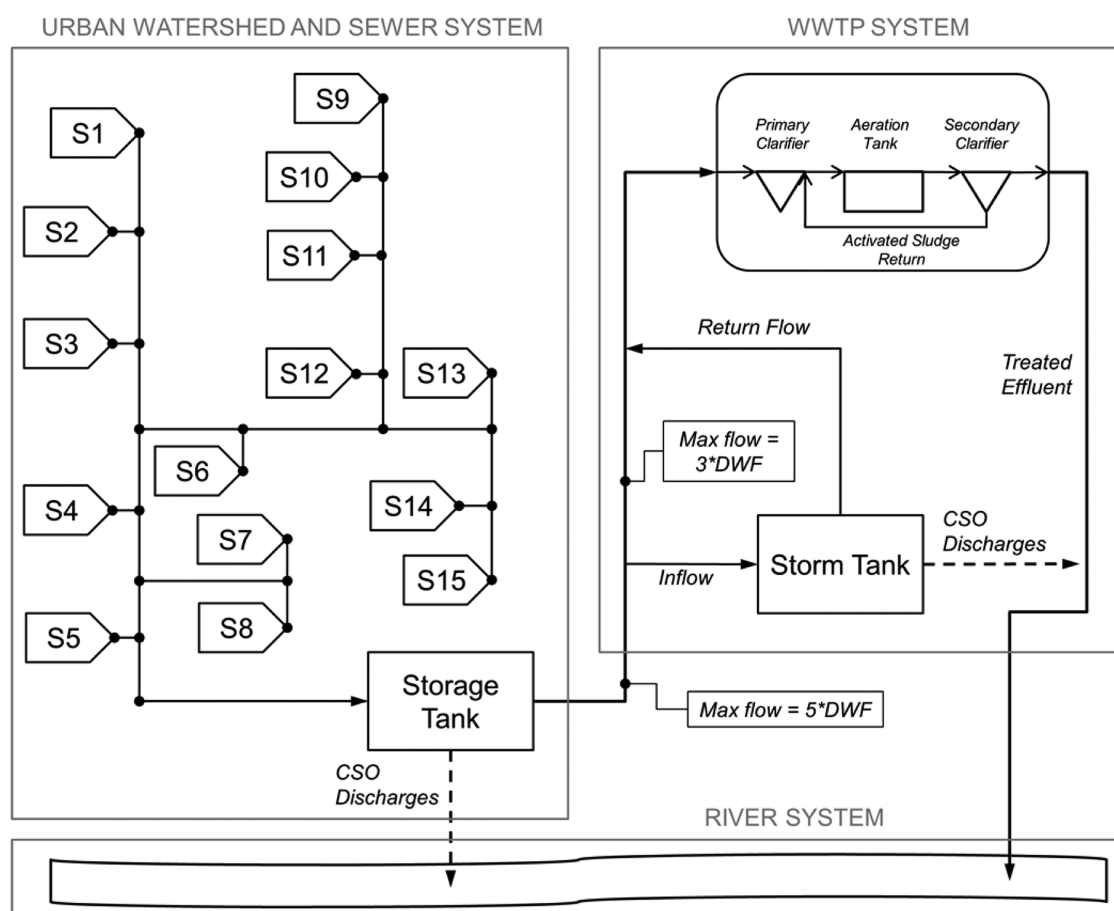 URBAN WATERSHED AND SEWER SYSTEM
WWTP SYSTEM
S1
S2
S3
S4
S5
S9
S10
S11
S12
S13
S6
S7
S8
S14
S15
Storage
Tank
CSO
Discharges
Primary
Clarifier
Aeration
Tank
Secondary
Clarifier
Activated Sludge
Return
Return Flow
Treated
Effluent
Max flow =
3*DWF
Inflow
Storm Tank
CSO
Discharges
Max flow = 5*DWF
RIVER SYSTEM